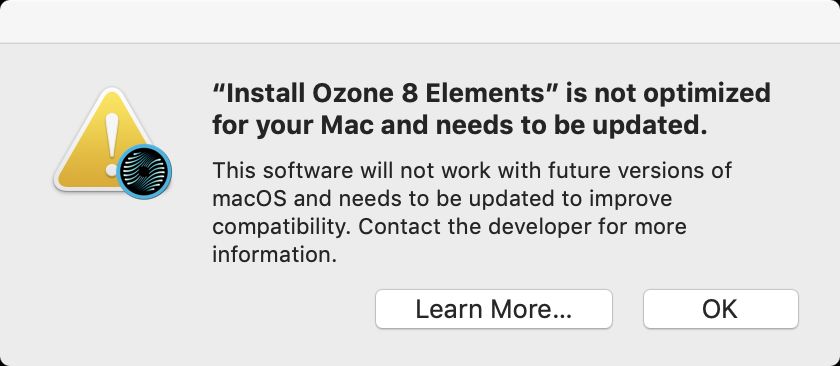 “Install Ozone 8 Elements” is not optimized
for your Mac and needs to be updated.
This software will not work with future versions of
macOS and needs to be updated to improve
compatibility. Contact the developer for more
information.
Learn More...
OK